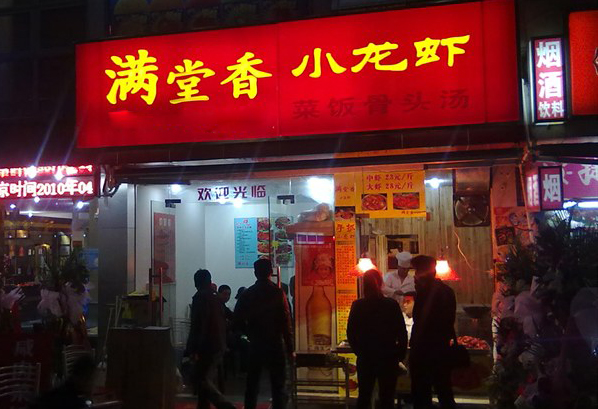 满堂香 小龙虾
菜饭骨头汤
烟
酒
饮料
京时间2010年04
欢迎光临
中虾 23元/斤
大虾 28元/斤
烟